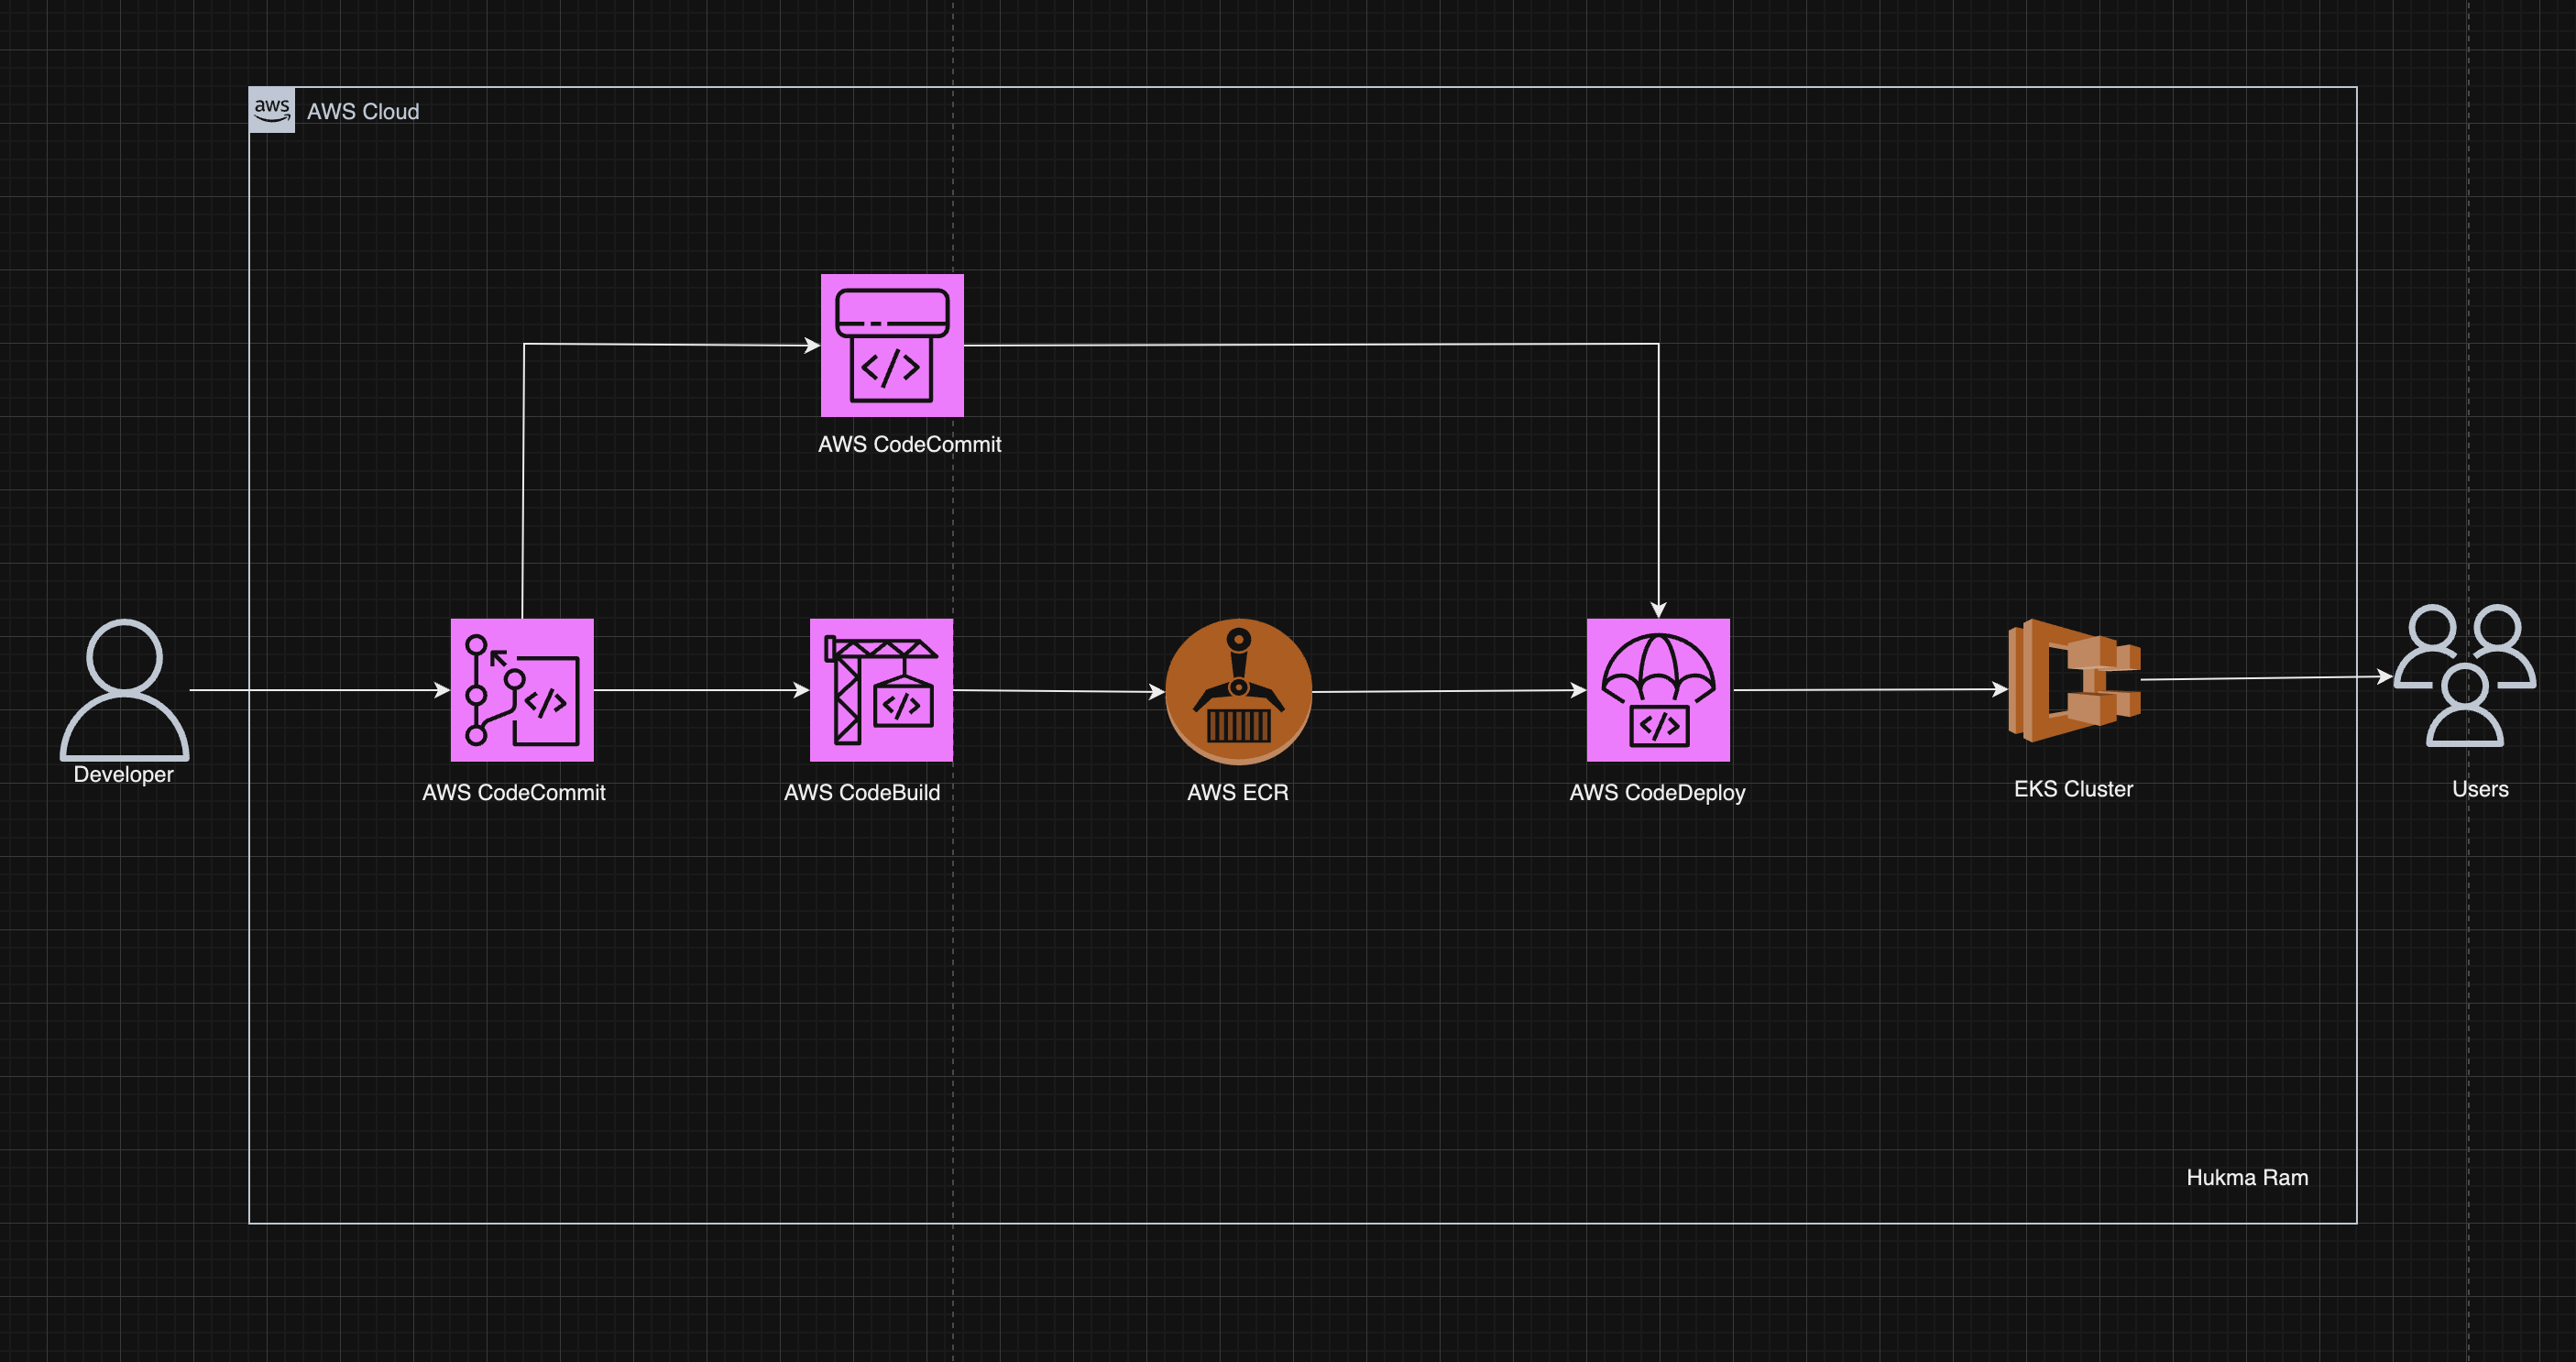 aws
AWS Cloud
</>
AWS CodeCommit
</>
</>
</>
Developer
AWS CodeCommit
AWS CodeBuild
AWS ECR
AWS CodeDeploy
EKS Cluster
Users
Hukma Ram